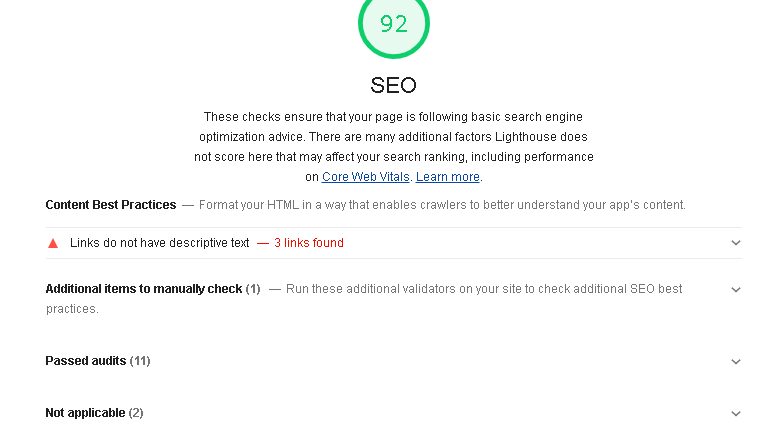 92
SEO
These checks ensure that your page is following basic search engine
optimization advice. There are many additional factors Lighthouse does
not score here that may affect your search ranking, including performance
on Core Web Vitals. Learn more.
Content Best Practices — Format your HTML in a way that enables crawlers to better understand your app's content.
Links do not have descriptive text — 3 links found
Additional items to manually check (1) — Run these additional validators on your site to check additional SEO best
practices.
Passed audits (11)
Not applicable (2)